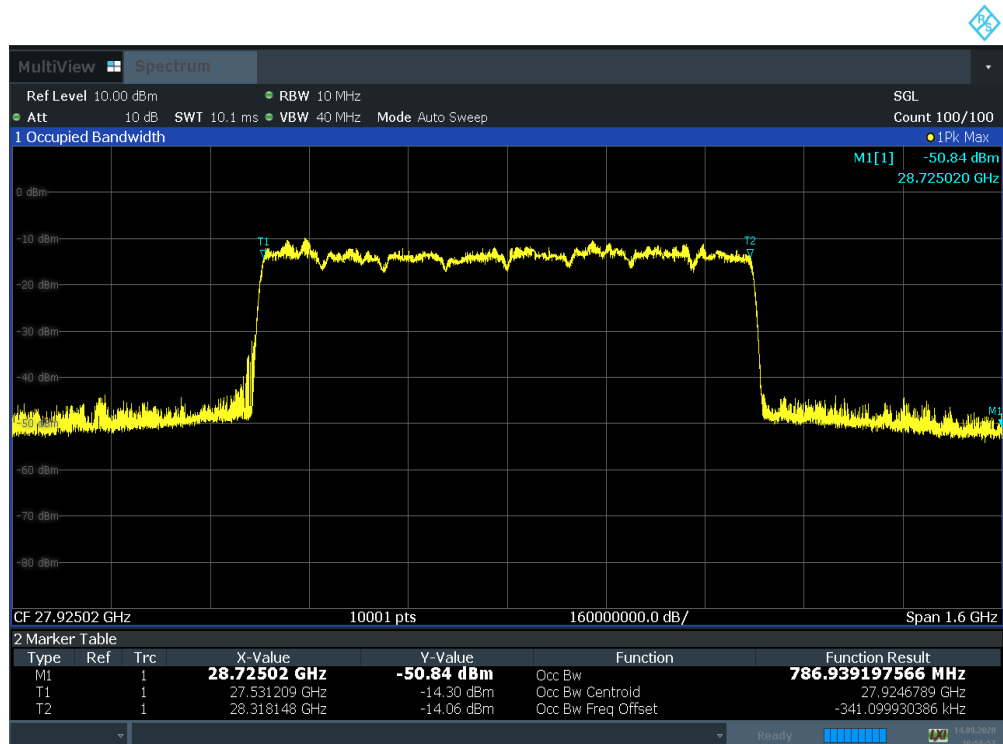 R S
MultiView Spectrum
Ref Level 10.00 dBm RBW 10 MHz SGL
Att 10 dB SWT 10.1 ms VBW 40 MHz Mode Auto Sweep Count 100/100
1 Occupied Bandwidth 1Pk Max
M1[1] -50.84 dBm
28.725020 GHz
0 dBm
T1 T2
-10 dBm
-20 dBm
-30 dBm
-40 dBm
M1
-50 dBm
-60 dBm
-70 dBm
-80 dBm
CF 27.92502 GHz 10001 pts 160000000.0 dB/ Span 1.6 GHz
2 Marker Table
Type Ref Trc X-Value Y-Value Function Function Result
M1 1 28.72502 GHz -50.84 dBm Occ Bw 786.939197566 MHz
T1 1 27.531209 GHz -14.30 dBm Occ Bw Centroid 27.9246789 GHz
T2 1 28.318148 GHz -14.06 dBm Occ Bw Freq Offset -341.099930386 kHz
Ready LXI 14.09.2020